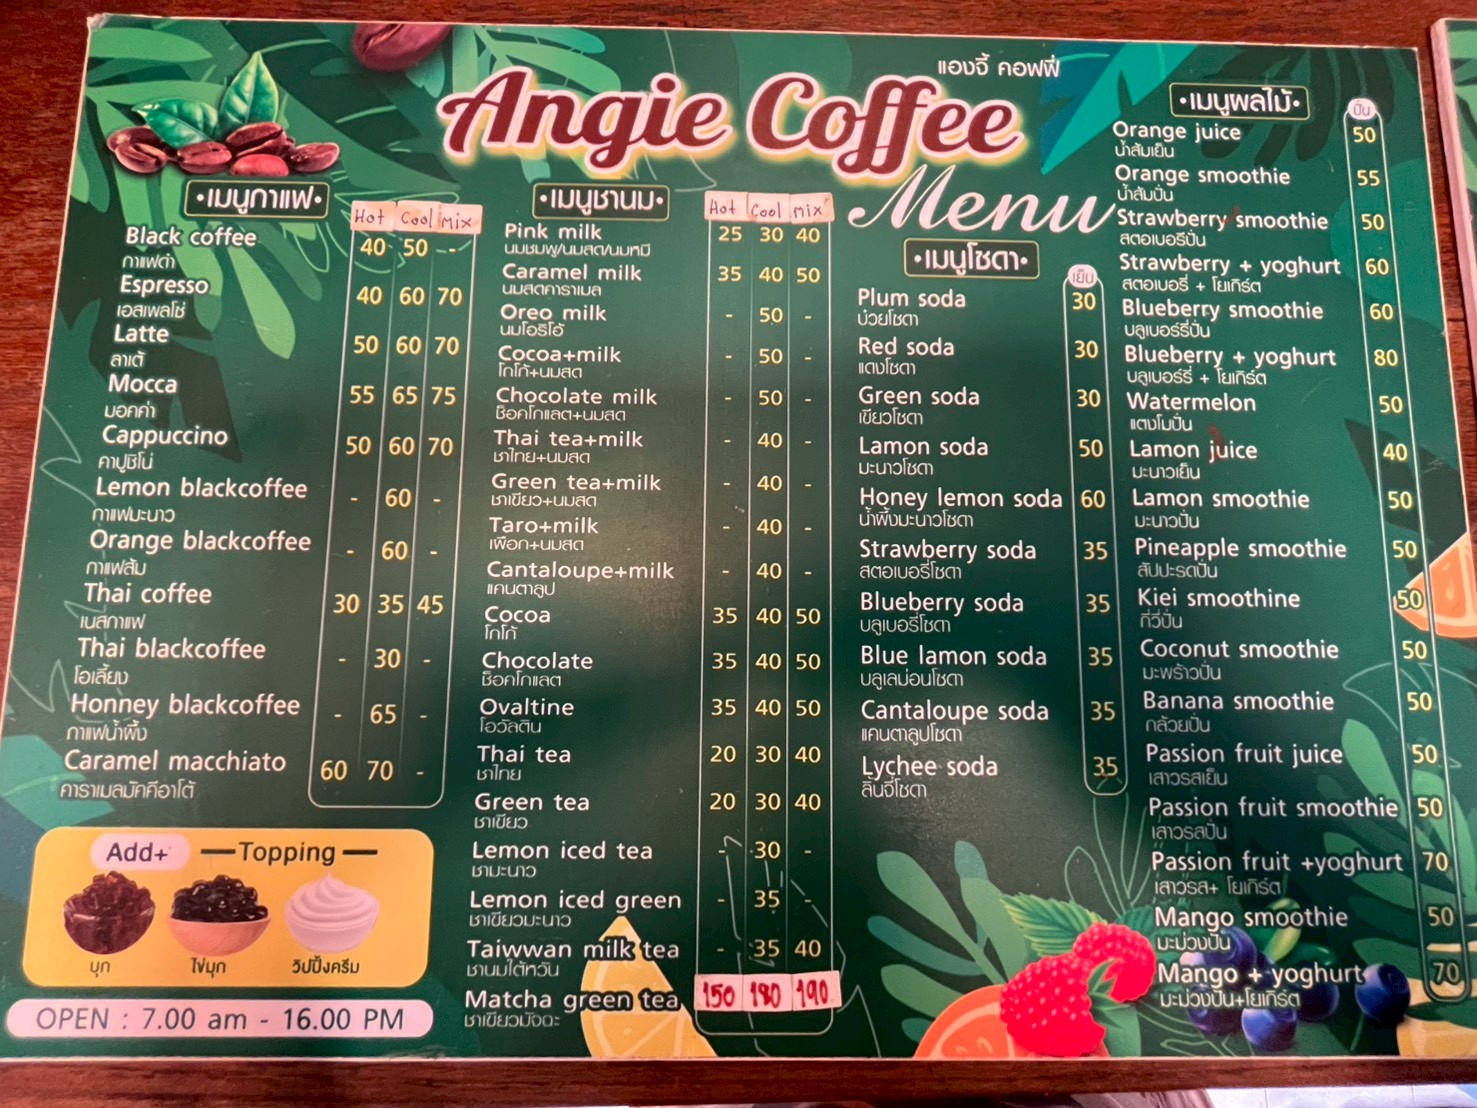 แองจี้ คอฟฟี่
Angie Coffee
Menu
•เมนูกาแฟ•
Hot Cool Mix
Black coffee 40 50 -
กาแฟดำ
Espresso 40 60 70
เอสเพลโซ่
Latte 50 60 70
ลาเต้
Mocca 55 65 75
มอคค่า
Cappuccino 50 60 70
คาปูชิโน่
Lemon blackcoffee - 60 -
กาแฟมะนาว
Orange blackcoffee - 60 -
กาแฟส้ม
Thai coffee 30 35 45
เนส์กาแฟ
Thai blackcoffee - 30 -
โอเลี้ยง
Honney blackcoffee - 65 -
กาแฟน้ำผึ้ง
Caramel macchiato 60 70 -
คาราเมลมัคคีอาโต้
Add+ Topping
บุก ไข่มุก วิปปิ้งครีม
OPEN : 7.00 am - 16.00 PM
•เมนูชานม•
Hot Cool mix
Pink milk 25 30 40
นมชมพู/นมสด/นมหมี
Caramel milk 35 40 50
นมสดคาราเมล
Oreo milk - 50 -
นมโอริโอ้
Cocoa+milk - 50 -
โกโก้+นมสด
Chocolate milk - 50 -
ช็อคโกแลต+นมสด
Thai tea+milk - 40 -
ชาไทย+นมสด
Green tea+milk - 40 -
ชาเขียว+นมสด
Taro+milk - 40 -
เผือก+นมสด
Cantaloupe+milk - 40 -
แคนตาลูป
Cocoa 35 40 50
โกโก้
Chocolate 35 40 50
ช็อคโกแลต
Ovaltine 35 40 50
โอวัลติน
Thai tea 20 30 40
ชาไทย
Green tea 20 30 40
ชาเขียว
Lemon iced tea - 30 -
ชามะนาว
Lemon iced green - 35 -
ชาเขียวมะนาว
Taiwwan milk tea - 35 40
ชานมไต้หวัน
Matcha green tea 150 180 190
ชาเขียวมัจฉะ
•เมนูโซดา•
เย็น
Plum soda 30
บ๋วยโซดา
Red soda 30
แดงโซดา
Green soda 30
เขียวโซดา
Lamon soda 50
มะนาวโซดา
Honey lemon soda 60
น้ำผึ้งมะนาวโซดา
Strawberry soda 35
สตอเบอรี่โซดา
Blueberry soda 35
บลูเบอรี่โซดา
Blue lamon soda 35
บลูเลม่อนโซดา
Cantaloupe soda 35
แคนตาลูปโซดา
Lychee soda 35
ลิ้นจี่โซดา
•เมนูผลไม้•
ปั่น
Orange juice 50
น้ำส้มเย็น
Orange smoothie 55
น้ำส้มปั่น
Strawberry smoothie 50
สตอเบอรี่ปั่น
Strawberry + yoghurt 60
สตอเบอรี่ + โยเกิร์ต
Blueberry smoothie 60
บลูเบอร์รี่ปั่น
Blueberry + yoghurt 80
บลูเบอร์รี่ + โยเกิร์ต
Watermelon 50
แตงโมปั่น
Lamon juice 40
มะนาวเย็น
Lamon smoothie 50
มะนาวปั่น
Pineapple smoothie 50
สัปปะรดปั่น
Kiei smoothine 50
กีวี่ปั่น
Coconut smoothie 50
มะพร้าวปั่น
Banana smoothie 50
กล้วยปั่น
Passion fruit juice 50
เสาวรสเย็น
Passion fruit smoothie 50
เสาวรสปั่น
Passion fruit +yoghurt 70
เสาวรส+ โยเกิร์ต
Mango smoothie 50
มะม่วงปั่น
Mango + yoghurt 70
มะม่วงปั่น+โยเกิร์ต